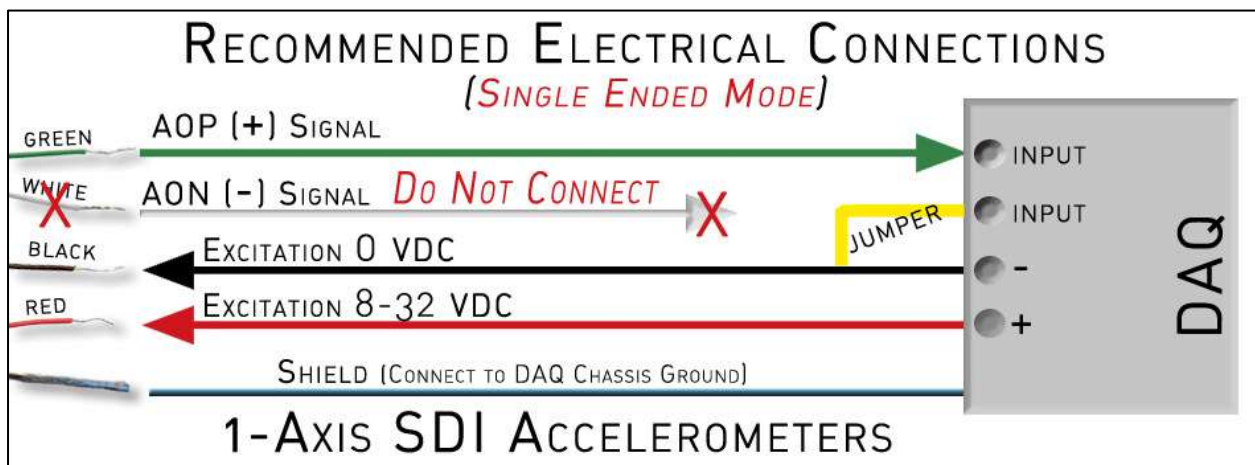 RECOMMENDED ELECTRICAL CONNECTIONS
(SINGLE ENDED MODE)
GREEN
AOP (+) SIGNAL
INPUT
WHITE
AON (-) SIGNAL
DO NOT CONNECT
X
X
INPUT
JUMPER
BLACK
EXCITATION 0 VDC
-
RED
EXCITATION 8-32 VDC
+
DAQ
SHIELD (CONNECT TO DAQ CHASSIS GROUND)
1-AXIS SDI ACCELEROMETERS